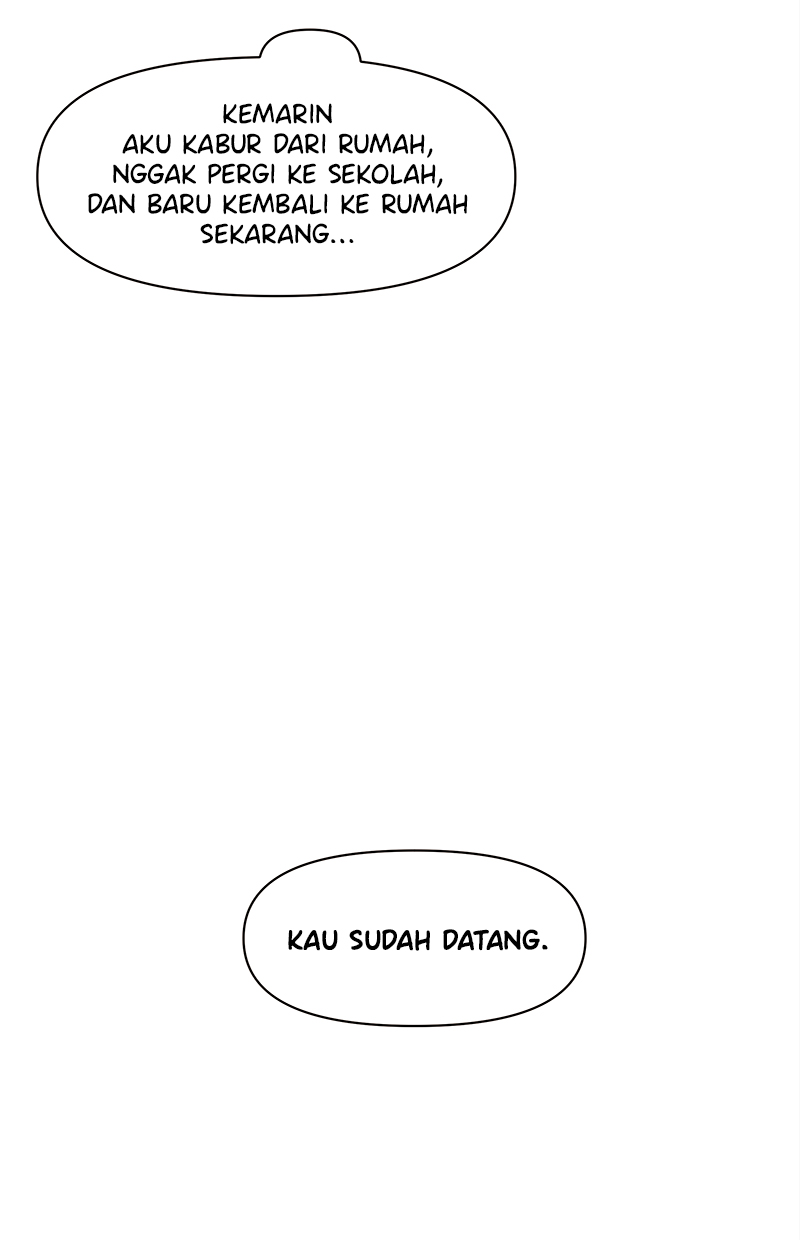 KEMARIN
AKU KABUR DARI RUMAH,
NGGAK PERGI KE SEKOLAH,
DAN BARU KEMBALI KE RUMAH
SEKARANG...
KAU SUDAH DATANG.